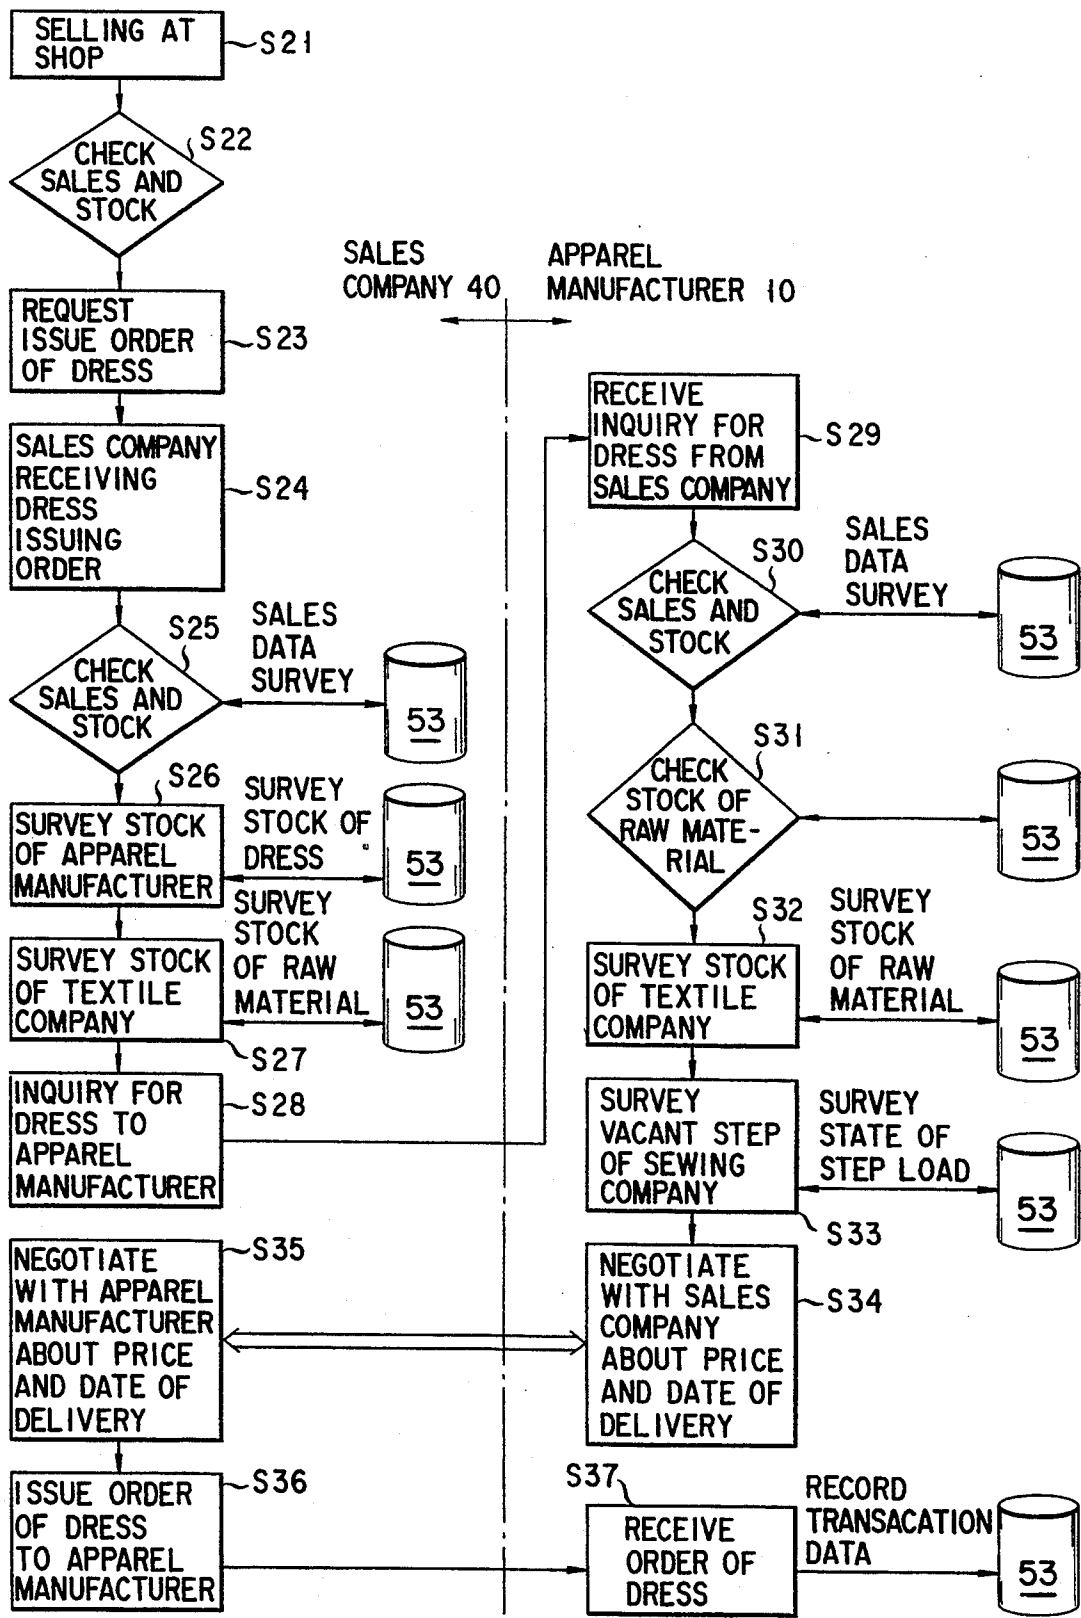 SELLING AT
SHOP
S21
S22
CHECK
SALES AND
STOCK
REQUEST
ISSUE ORDER
OF DRESS
S23
SALES COMPANY
RECEIVING
DRESS
ISSUING
ORDER
S24
S25
CHECK
SALES AND
STOCK
SALES
DATA
SURVEY
53
S26
SURVEY STOCK
OF APPAREL
MANUFACTURER
SURVEY
STOCK OF
DRESS
53
SURVEY STOCK
OF TEXTILE
COMPANY
S27
SURVEY
STOCK
OF RAW
MATERIAL
53
INQUIRY FOR
DRESS TO
APPAREL
MANUFACTURER
S28
NEGOTIATE
WITH APPAREL
MANUFACTURER
ABOUT PRICE
AND DATE OF
DELIVERY
S35
ISSUE ORDER
OF DRESS
TO APPAREL
MANUFACTURER
S36
SALES
COMPANY 40
APPAREL
MANUFACTURER 10
RECEIVE
INQUIRY FOR
DRESS FROM
SALES COMPANY
S29
S30
CHECK
SALES AND
STOCK
SALES
DATA
SURVEY
53
S31
CHECK
STOCK OF
RAW MATE-
RIAL
53
S32
SURVEY STOCK
OF TEXTILE
COMPANY
SURVEY
STOCK
OF RAW
MATERIAL
53
SURVEY
VACANT STEP
OF SEWING
COMPANY
S33
SURVEY
STATE OF
STEP LOAD
53
NEGOTIATE
WITH SALES
COMPANY
ABOUT PRICE
AND DATE OF
DELIVERY
S34
S37
RECEIVE
ORDER OF
DRESS
RECORD
TRANSACATION
DATA
53